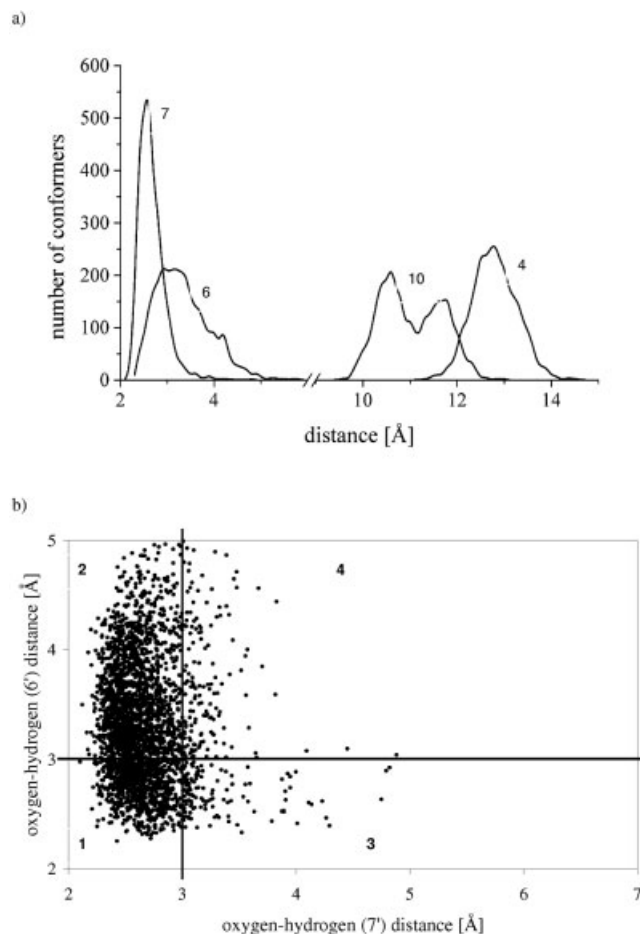 a)
600
500
400
300
200
100
0
number of conformers
7
6
10
4
2 4 10 12 14
distance [Å]
b)
5
4
3
2
oxygen-hydrogen (6') distance [Å]
2 4
1 3
2 3 4 5 6 7
oxygen-hydrogen (7') distance [Å]